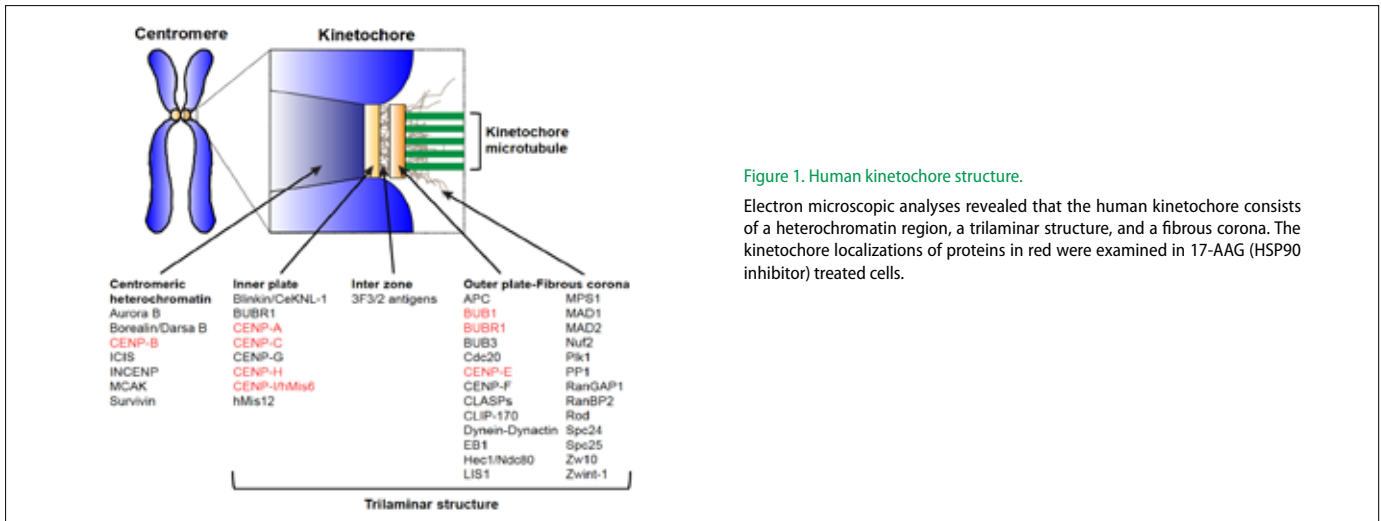 Centromere
Kinetochore
Kinetochore
microtubule
Centromeric
heterochromatin
Aurora B
Borealin/Darsa B
CENP-B
ICIS
INCENP
MCAK
Survivin
Inner plate
Blinkin/CeKNL-1
BUBR1
CENP-A
CENP-C
CENP-G
CENP-H
CENP-I/hMis6
hMis12
Inter zone
3F3/2 antigens
Outer plate-Fibrous corona
APC
BUB1
BUBR1
BUB3
Cdc20
CENP-E
CENP-F
CLASPs
CLIP-170
Dynein-Dynactin
EB1
Hec1/Ndc80
LIS1
MPS1
MAD1
MAD2
Nuf2
Plk1
PP1
RanGAP1
RanBP2
Rod
Spc24
Spc25
Zw10
Zwint-1
Trilaminar structure
Figure 1. Human kinetochore structure.
Electron microscopic analyses revealed that the human kinetochore consists
of a heterochromatin region, a trilaminar structure, and a fibrous corona. The
kinetochore localizations of proteins in red were examined in 17-AAG (HSP90
inhibitor) treated cells.